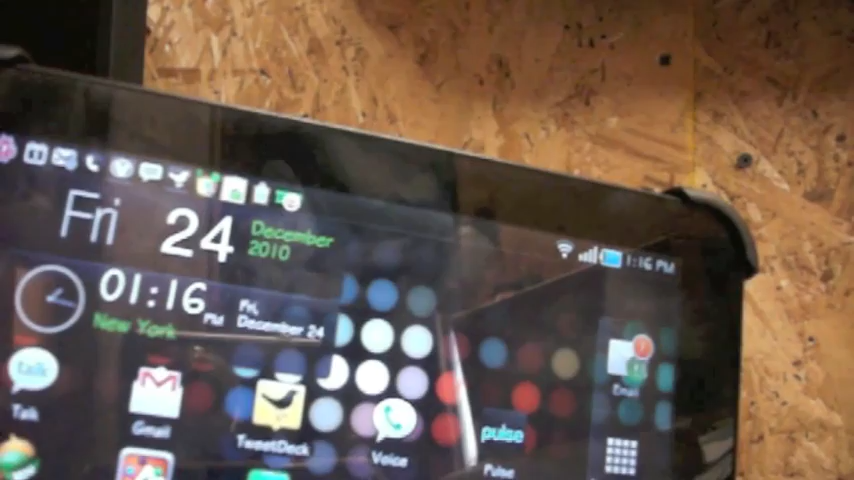 Fri 24 December
2010
1:16 PM
01:16 PM Fri,
December 24
New York
talk
Talk
Gmail
TweetDeck
Voice
pulse
Pulse
Email